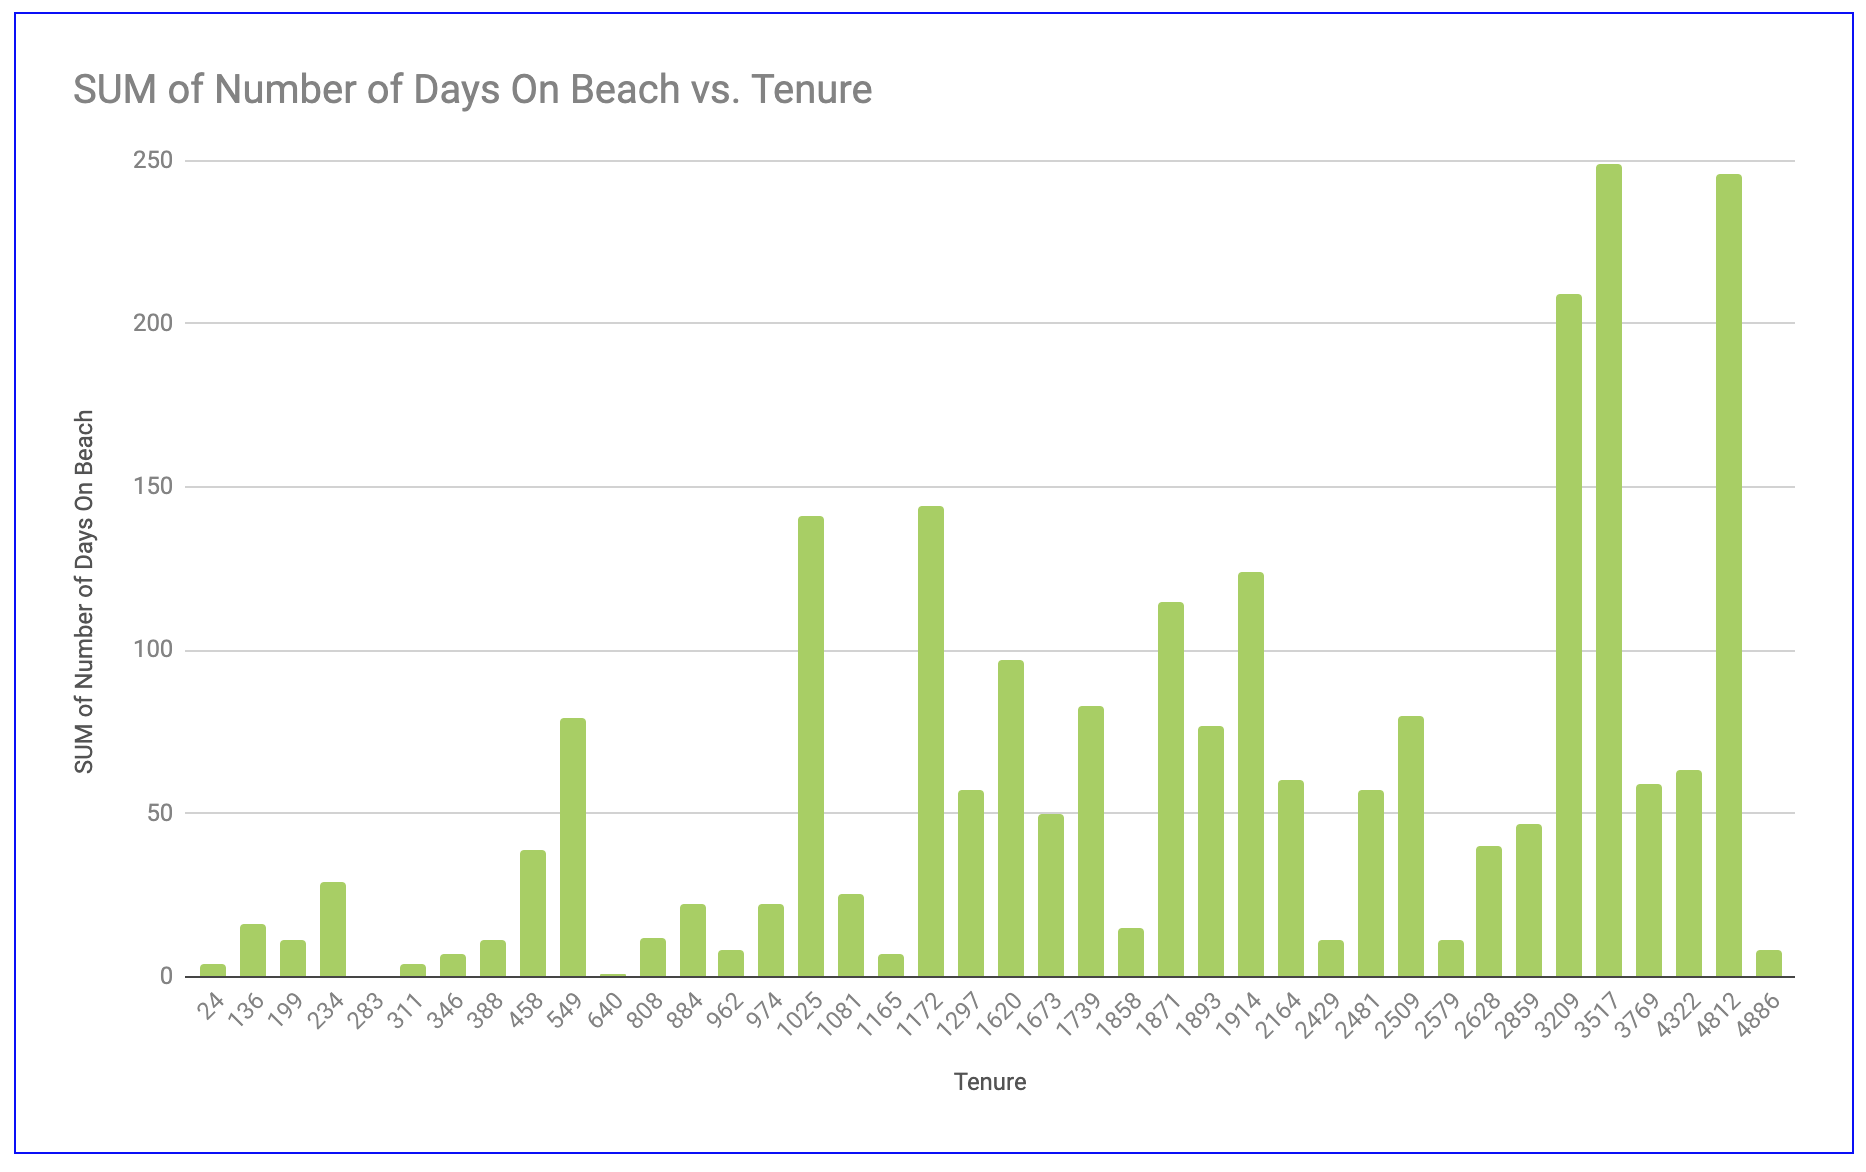 SUM of Number of Days On Beach vs. Tenure
SUM of Number of Days On Beach
250
200
150
100
50
0
24 136 199 234 283 311 346 388 458 549 640 808 884 962 974 1025 1081 1165 1172 1297 1620 1673 1739 1858 1871 1893 1914 2164 2429 2481 2509 2579 2628 2859 3209 3517 3769 4322 4812 4886
Tenure